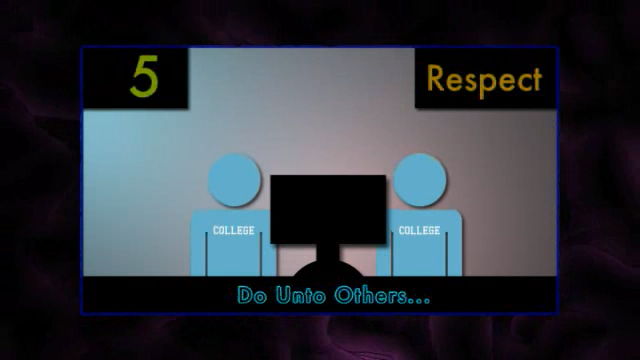 5
Respect
COLLEGE
COLLEGE
Do Unto Others...